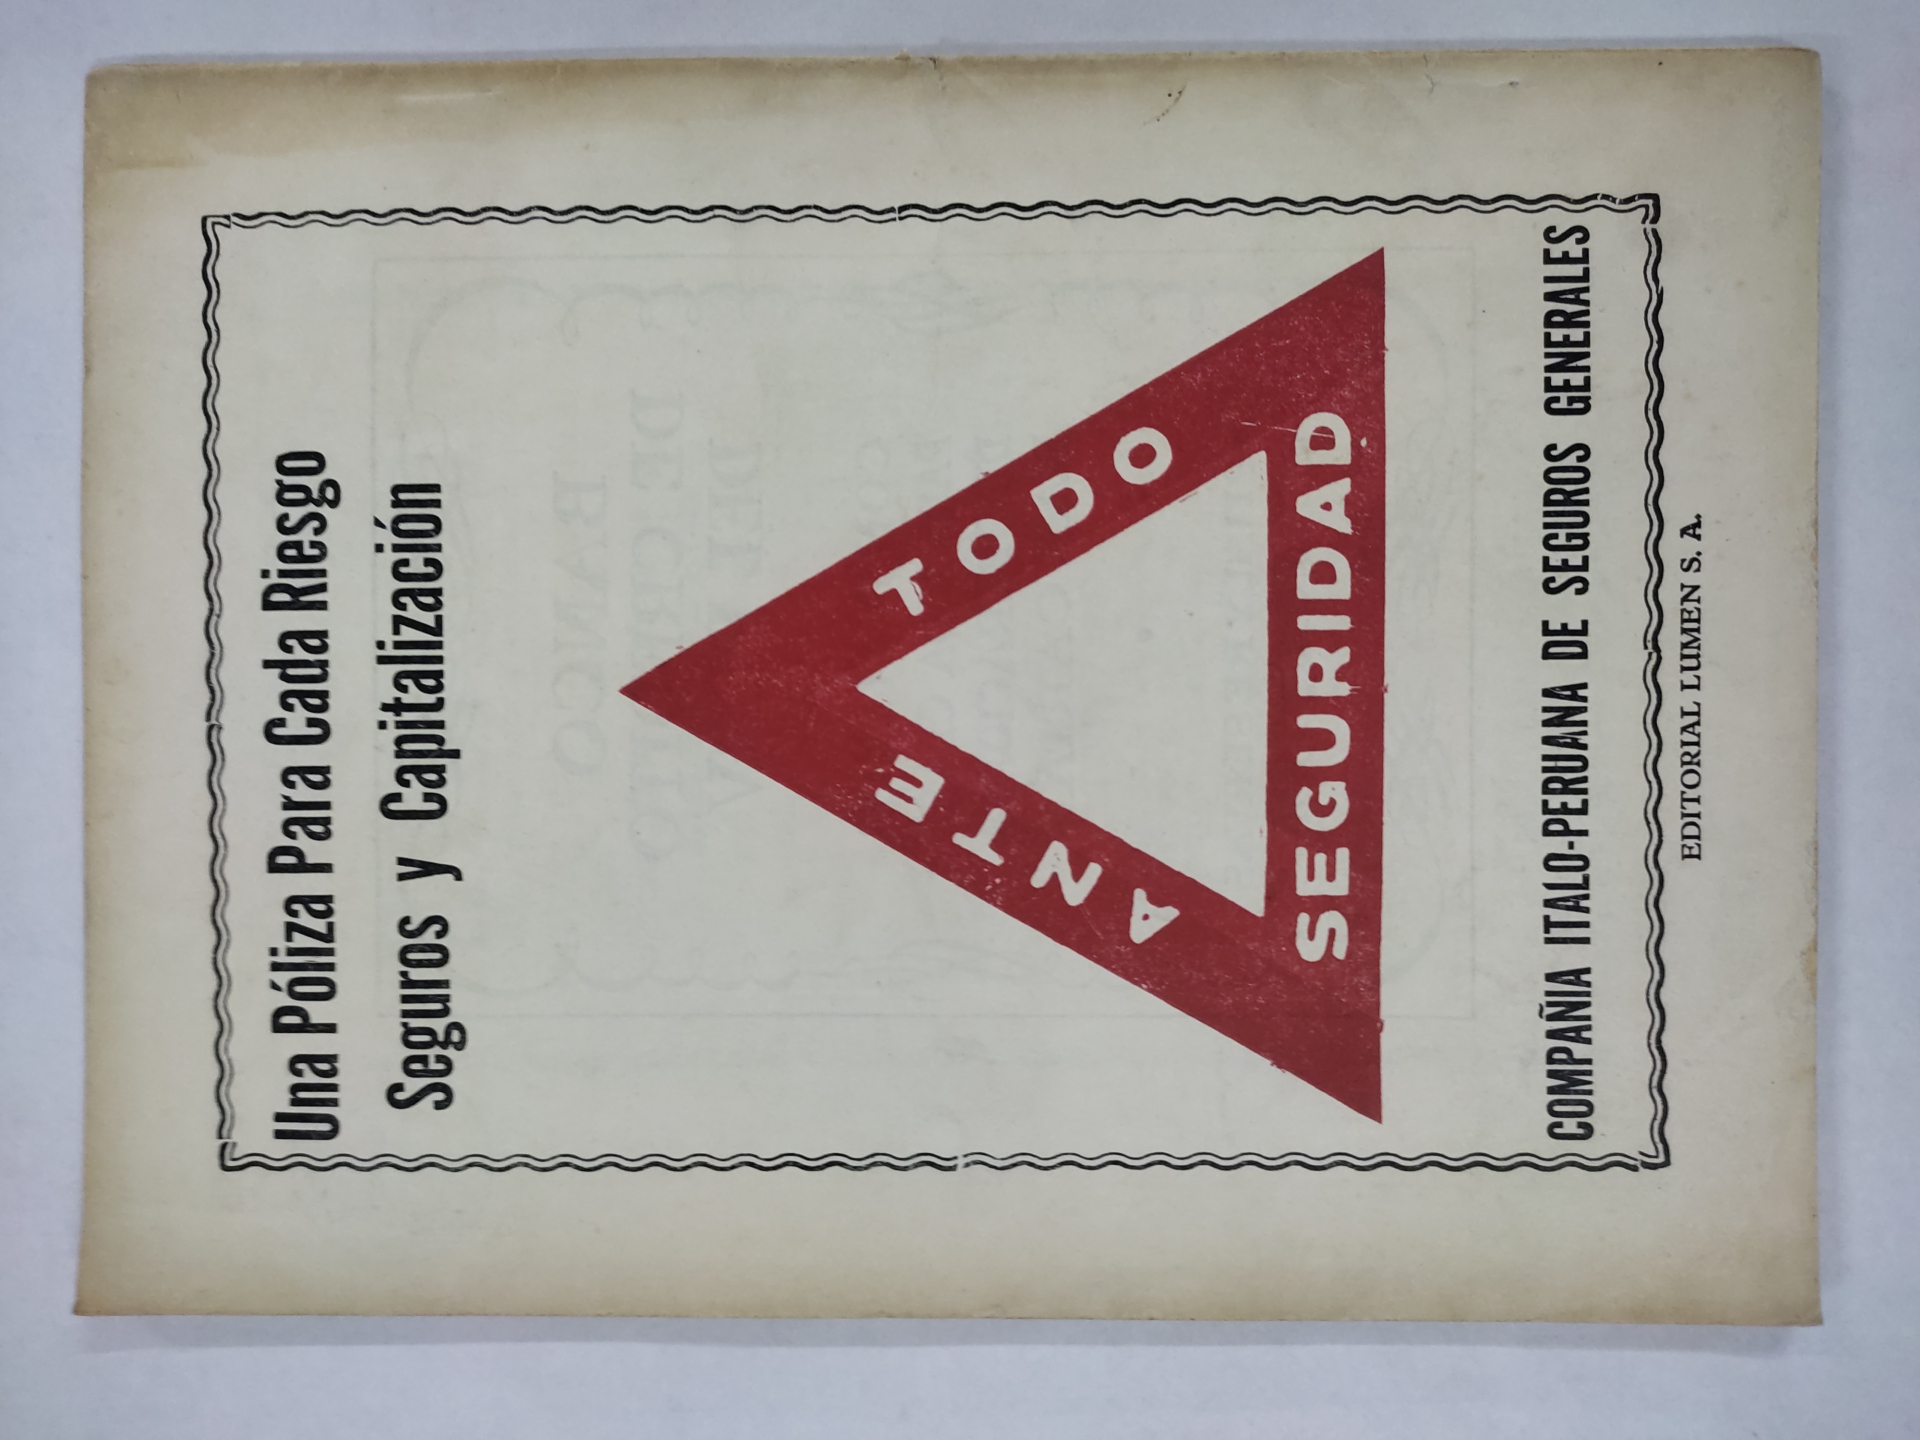 Una Póliza Para Cada Riesgo
Seguros y Capitalización
ANTE TODO
SEGURIDAD
COMPAÑIA ITALO-PERUANA DE SEGUROS GENERALES
EDITORIAL LUMEN S. A.